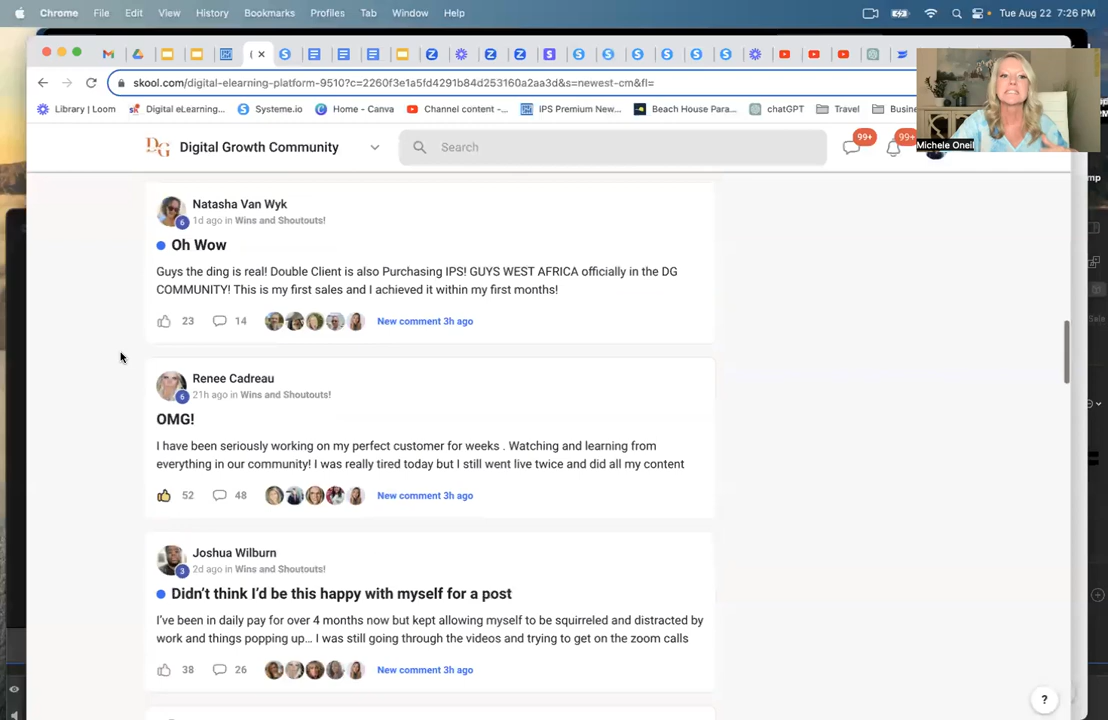 Chrome File Edit View History Bookmarks Profiles Tab Window Help Tue Aug 22 7:26 PM
skool.com/digital-elearning-platform-9510?c=2260f3e1a5fd4291b84d253160a2aa3d&s=newest-cm&fl=
Library | Loom Digital eLearning... Systeme.io Home - Canva Channel content -... IPS Premium New... Beach House Para... chatGPT Travel
Michele Oneil
DG Digital Growth Community Search 99+ 99+
Natasha Van Wyk
6 1d ago in Wins and Shoutouts!
Oh Wow
Guys the ding is real! Double Client is also Purchasing IPS! GUYS WEST AFRICA officially in the DG
COMMUNITY! This is my first sales and I achieved it within my first months!
23 14 New comment 3h ago
Renee Cadreau
6 21h ago in Wins and Shoutouts!
OMG!
I have been seriously working on my perfect customer for weeks . Watching and learning from
everything in our community! I was really tired today but I still went live twice and did all my content
52 48 New comment 3h ago
Joshua Wilburn
3 2d ago in Wins and Shoutouts!
Didn't think I'd be this happy with myself for a post
I've been in daily pay for over 4 months now but kept allowing myself to be squirreled and distracted by
work and things popping up... I was still going through the videos and trying to get on the zoom calls
38 26 New comment 3h ago
?